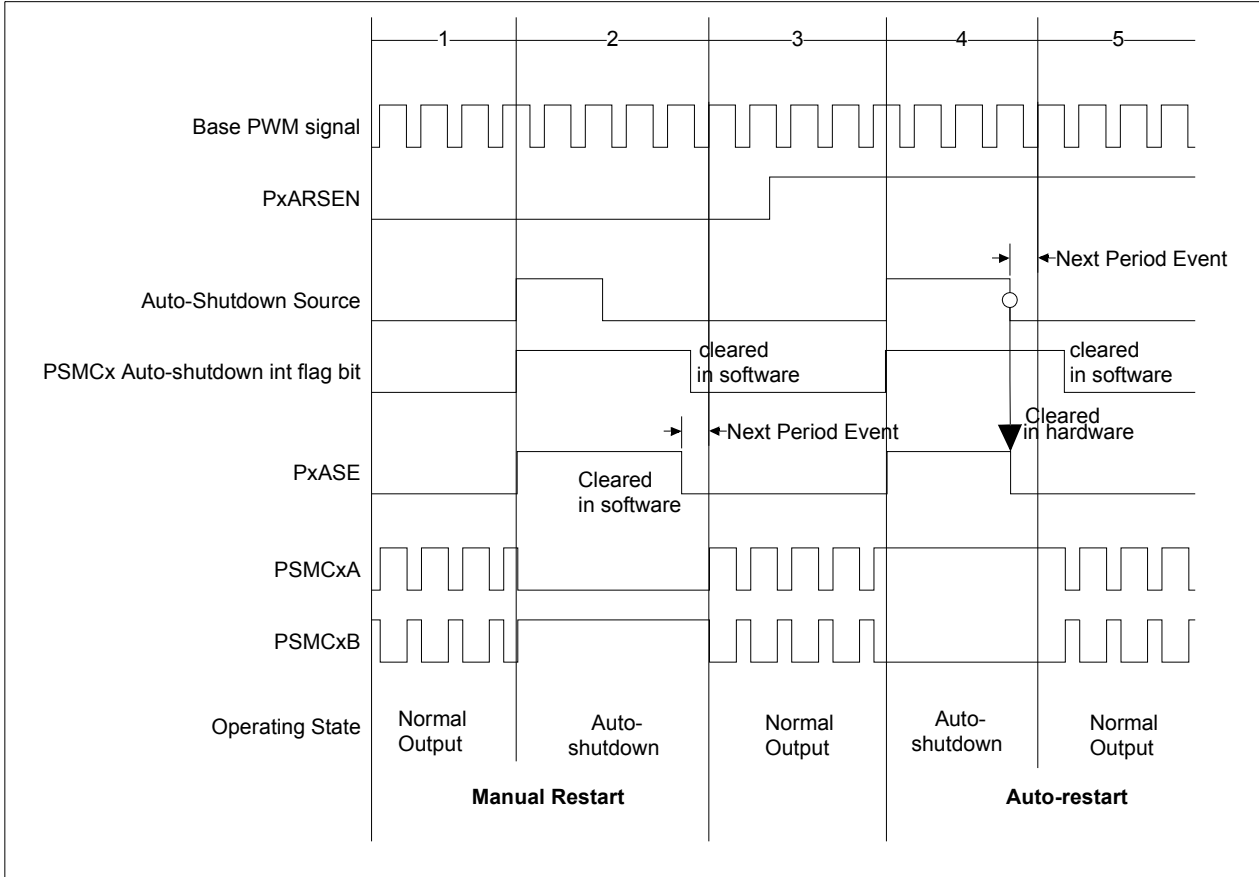 1
2
3
4
5
Base PWM signal
PxARSEN
Next Period Event
Auto-Shutdown Source
PSMCx Auto-shutdown int flag bit
cleared
in software
cleared
in software
Next Period Event
Cleared
in hardware
PxASE
Cleared
in software
PSMCxA
PSMCxB
Operating State
Normal
Output
Auto-
shutdown
Normal
Output
Auto-
shutdown
Normal
Output
Manual Restart
Auto-restart